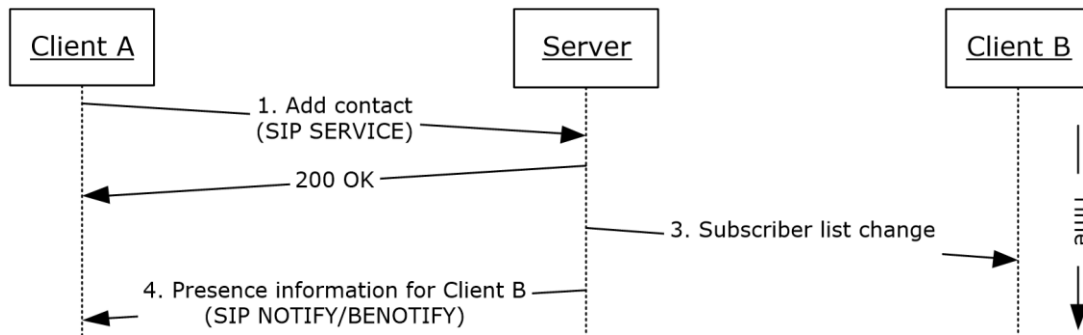 Client A
Server
Client B
1. Add contact
(SIP SERVICE)
200 OK
3. Subscriber list change
4. Presence information for Client B
(SIP NOTIFY/BENOTIFY)